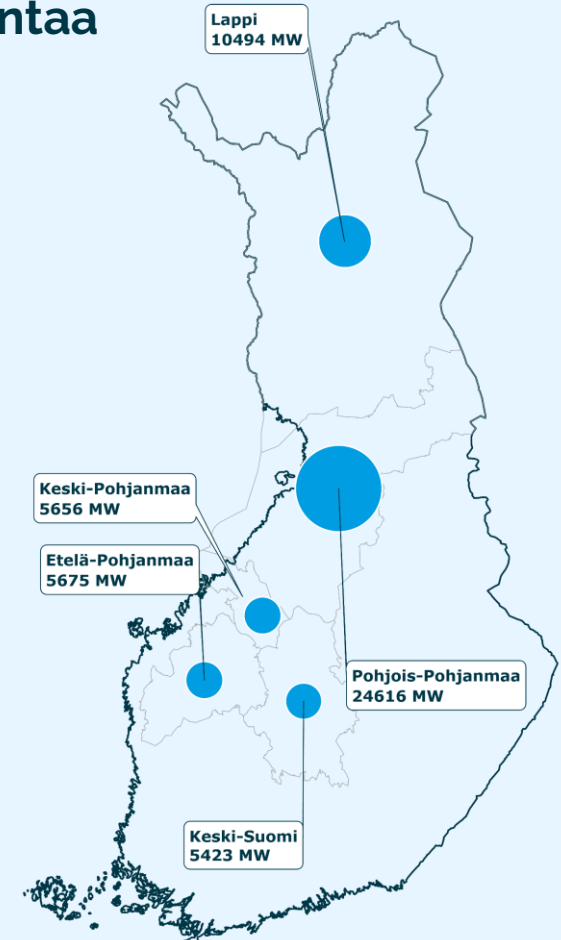 ntaa
Lappi
10494 MW
Keski-Pohjanmaa
5656 MW
Etelä-Pohjanmaa
5675 MW
Pohjois-Pohjanmaa
24616 MW
Keski-Suomi
5423 MW